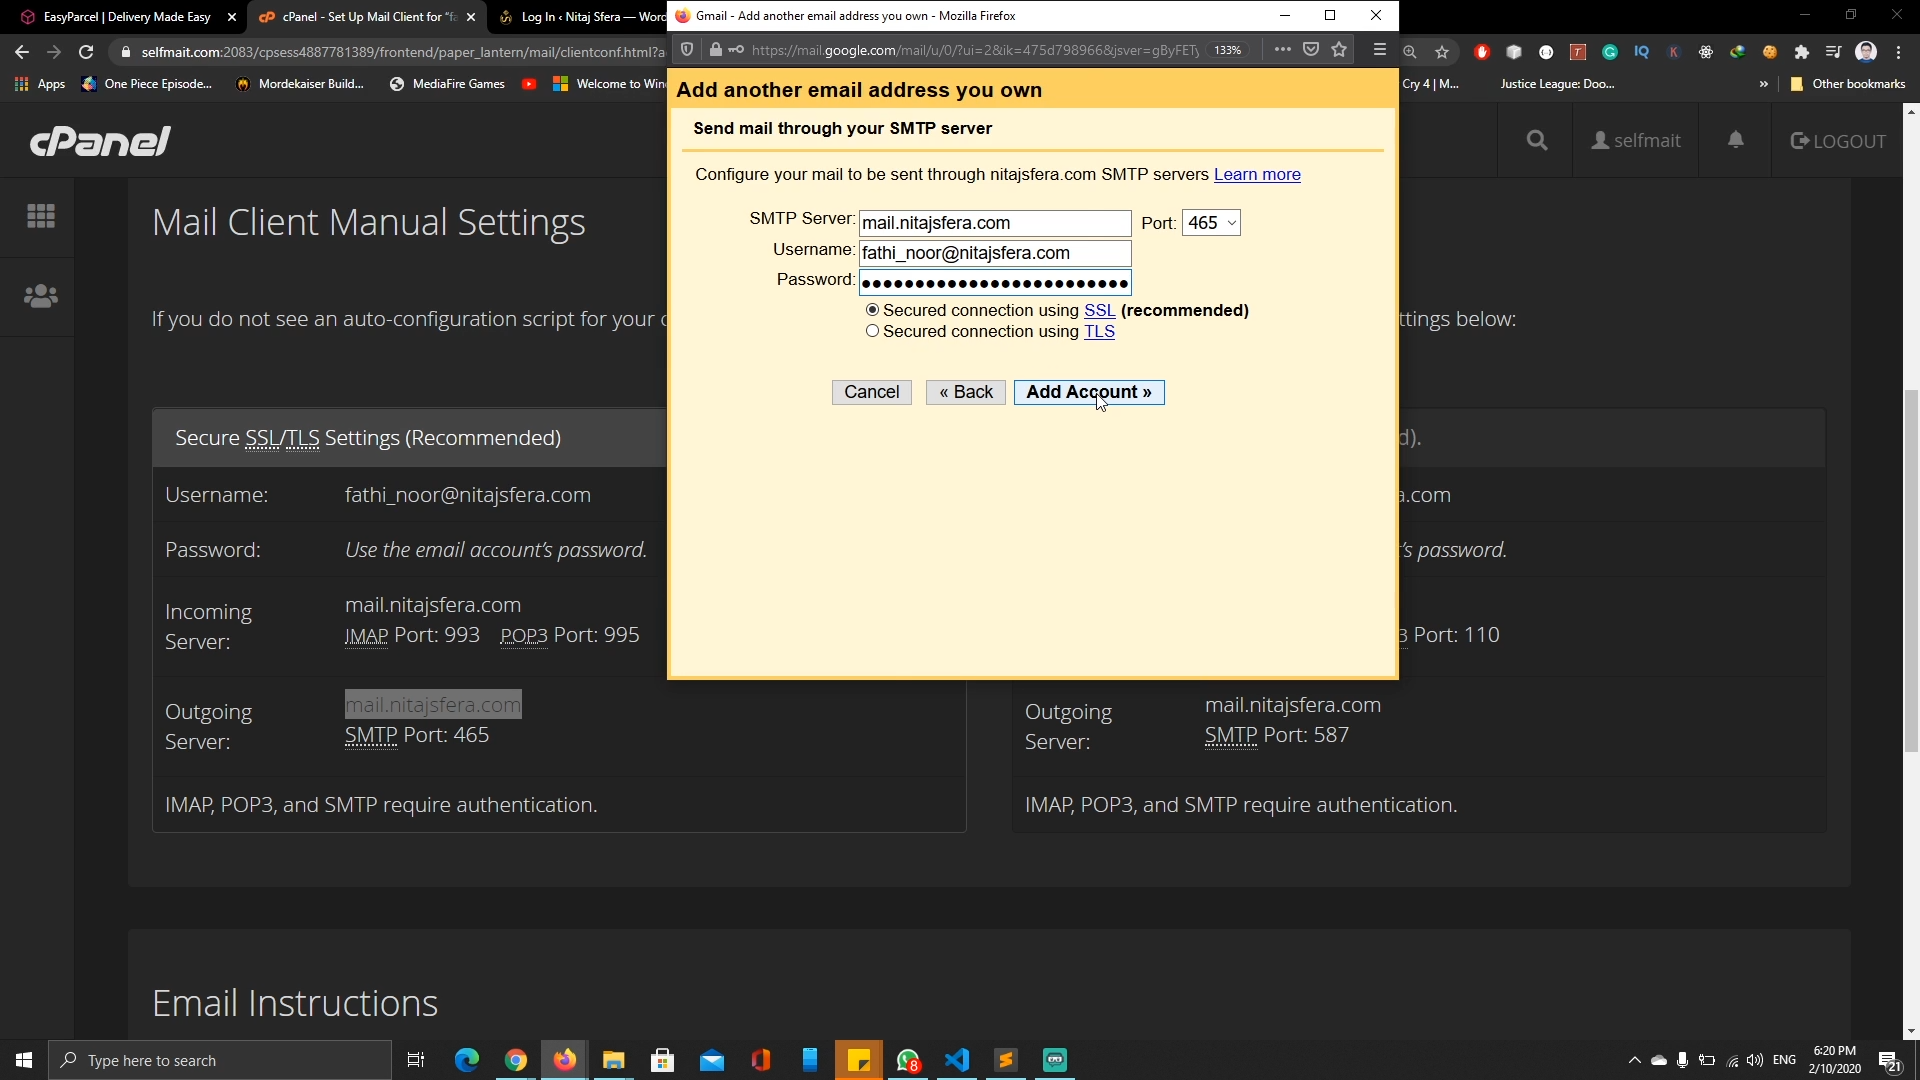 EasyParcel | Delivery Made Easy
cPanel - Set Up Mail Client for "fa
Log In ‹ Nitaj Sfera — Word
Gmail - Add another email address you own - Mozilla Firefox
selfmait.com:2083/cpsess4887781389/frontend/paper_lantern/mail/clientconf.html?a
https://mail.google.com/mail/u/0/?ui=2&ik=475d7989668&jsver=gByFETy
133%
Apps
One Piece Episode...
Mordekaiser Build...
MediaFire Games
Welcome to Win
Cry 4 | M...
Justice League: Doo...
»
Other bookmarks
Add another email address you own
Send mail through your SMTP server
cPanel
selfmait
LOGOUT
Configure your mail to be sent through nitajsfera.com SMTP servers Learn more
Mail Client Manual Settings
SMTP Server: mail.nitajsfera.com Port: 465
Username: fathi_noor@nitajsfera.com
Password:
Secured connection using SSL (recommended)
Secured connection using TLS
If you do not see an auto-configuration script for your c
ttings below:
Cancel
« Back
Add Account »
Secure SSL/TLS Settings (Recommended)
d).
Username: fathi_noor@nitajsfera.com
a.com
Password: Use the email account's password.
's password.
Incoming Server:
mail.nitajsfera.com
IMAP Port: 993 POP3 Port: 995
3 Port: 110
Outgoing Server:
mail.nitajsfera.com
SMTP Port: 465
Outgoing Server:
mail.nitajsfera.com
SMTP Port: 587
IMAP, POP3, and SMTP require authentication.
IMAP, POP3, and SMTP require authentication.
Email Instructions
Type here to search
8
ENG
6:20 PM
2/10/2020
21